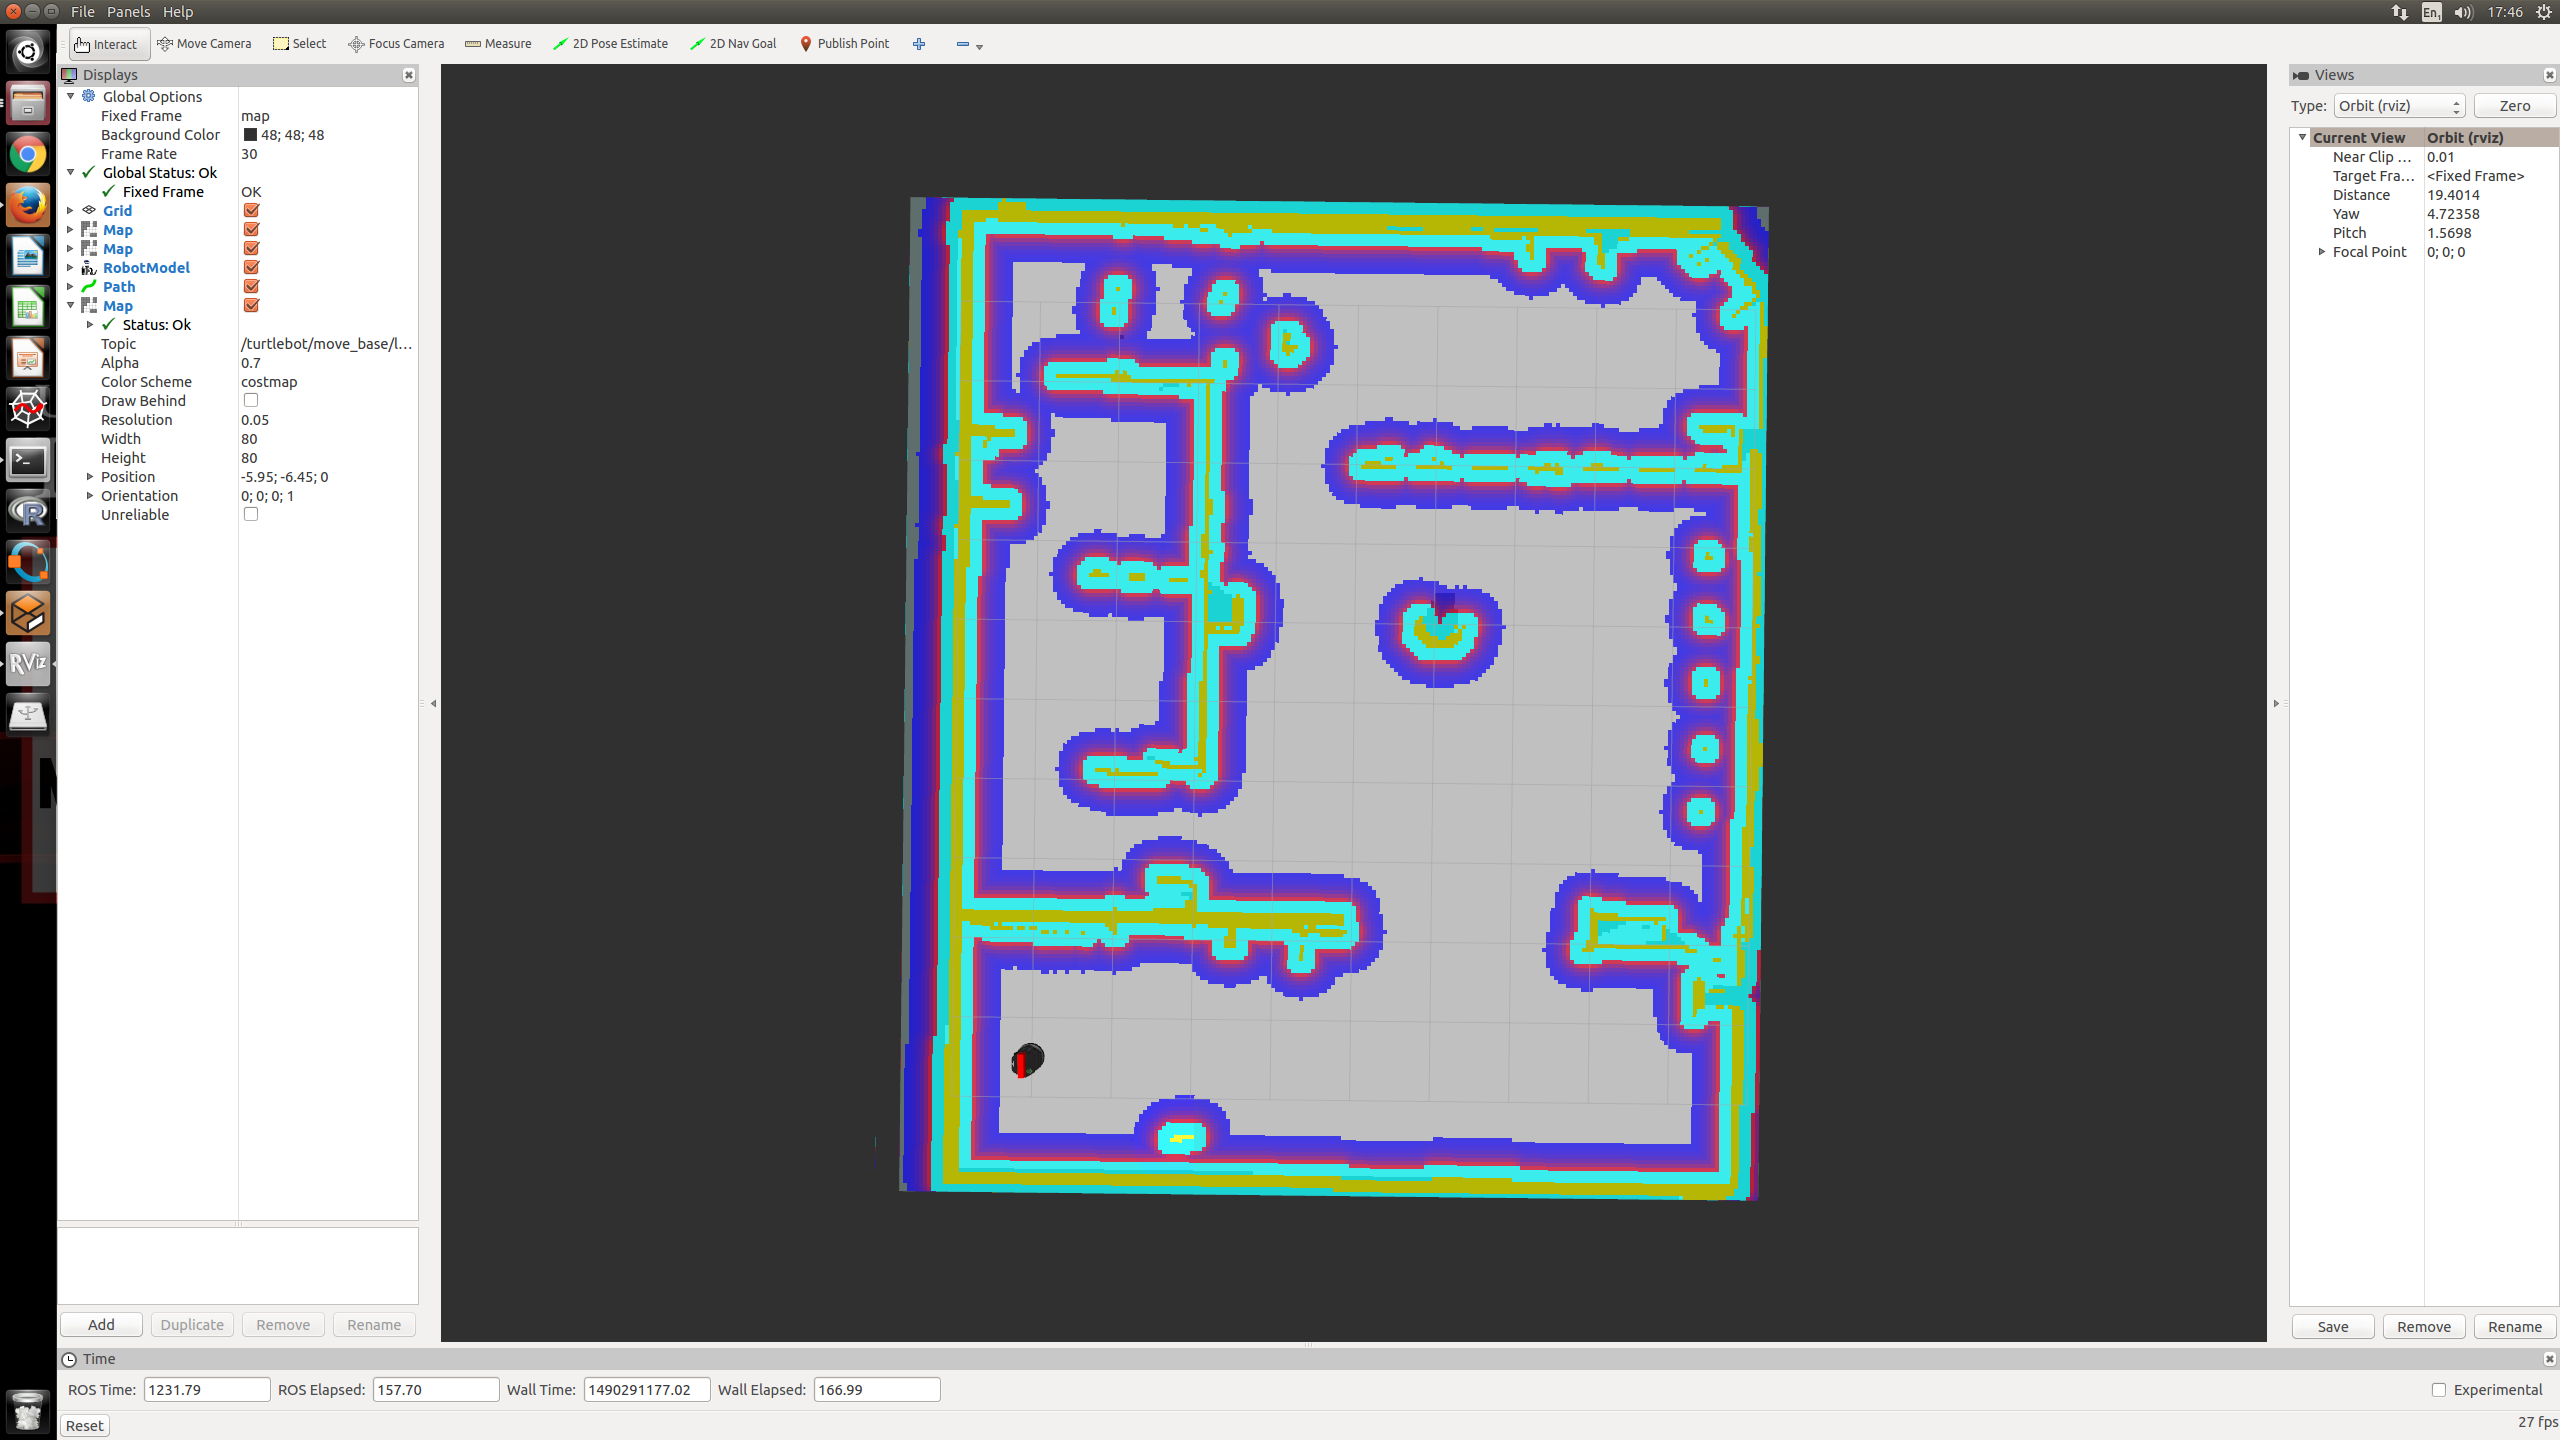 File Panels Help
En1 17:46
Interact Move Camera Select Focus Camera Measure 2D Pose Estimate 2D Nav Goal Publish Point
Displays
Global Options
Fixed Frame map
Background Color 48; 48; 48
Frame Rate 30
Global Status: Ok
Fixed Frame OK
Grid
Map
Map
RobotModel
Path
Map
Status: Ok
Topic /turtlebot/move_base/l...
Alpha 0.7
Color Scheme costmap
Draw Behind
Resolution 0.05
Width 80
Height 80
Position -5.95; -6.45; 0
Orientation 0; 0; 0; 1
Unreliable
Add Duplicate Remove Rename
Views
Type: Orbit (rviz) Zero
Current View Orbit (rviz)
Near Clip ... 0.01
Target Fra... <Fixed Frame>
Distance 19.4014
Yaw 4.72358
Pitch 1.5698
Focal Point 0; 0; 0
Save Remove Rename
RViz
Time
ROS Time: 1231.79 ROS Elapsed: 157.70 Wall Time: 1490291177.02 Wall Elapsed: 166.99 Experimental
Reset 27 fps